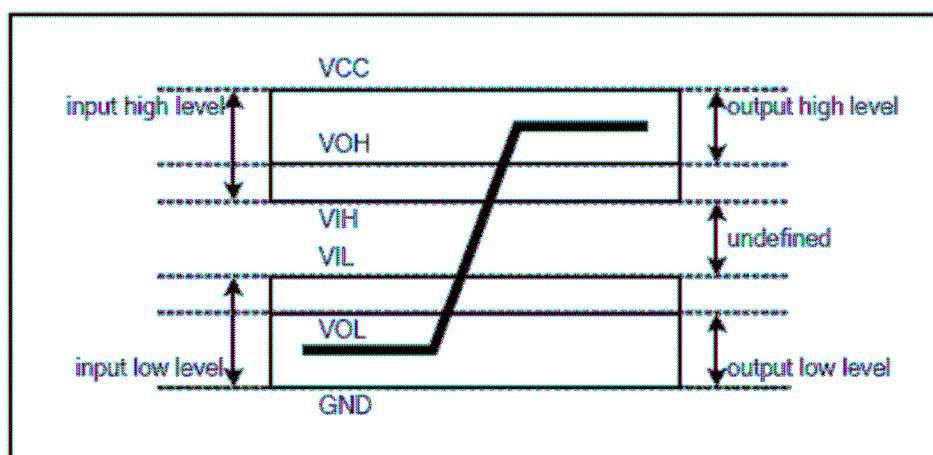 VCC
input high level
output high level
VOH
VIH
undefined
VIL
VOL
input low level
output low level
GND